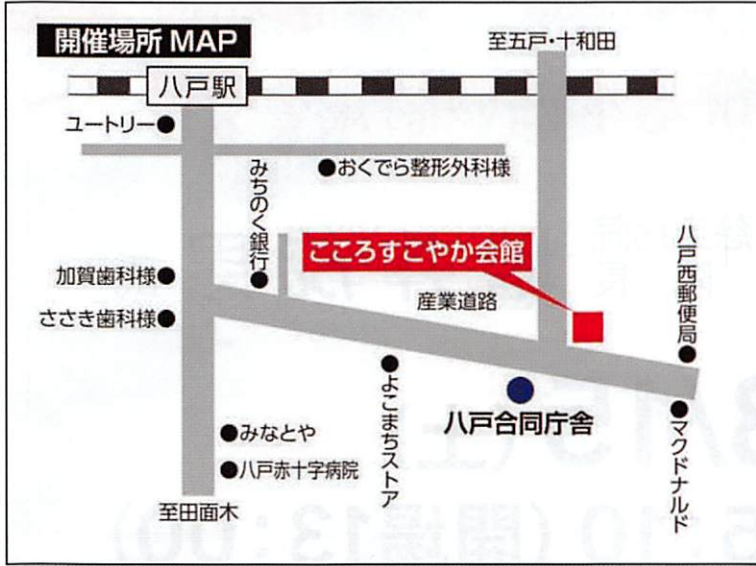 開催場所 MAP
至五戸・十和田
八戸駅
ユートリー
おくでら整形外科様
みちのく銀行
こころすこやか会館
加賀歯科様
産業道路
八戸西郵便局
ささき歯科様
よこまちストア
八戸合同庁舎
マクドナルド
みなとや
八戸赤十字病院
至田面木